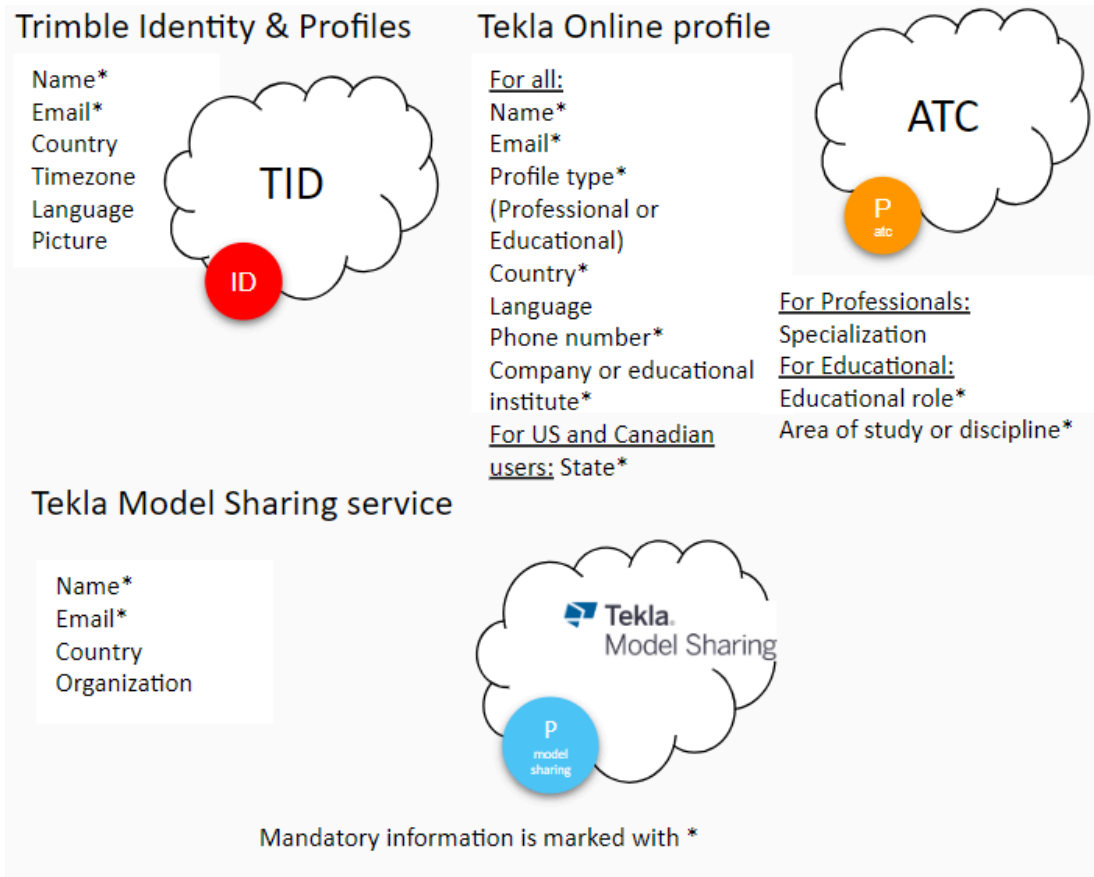 Trimble Identity & Profiles
Name*
Email*
Country
Timezone
Language
Picture
TID
ID
Tekla Online profile
For all:
Name*
Email*
Profile type*
(Professional or
Educational)
Country*
Language
Phone number*
Company or educational
institute*
For US and Canadian
users: State*
ATC
P
atc
For Professionals:
Specialization
For Educational:
Educational role*
Area of study or discipline*
Tekla Model Sharing service
Name*
Email*
Country
Organization
Tekla.
Model Sharing
P
model
sharing
Mandatory information is marked with *